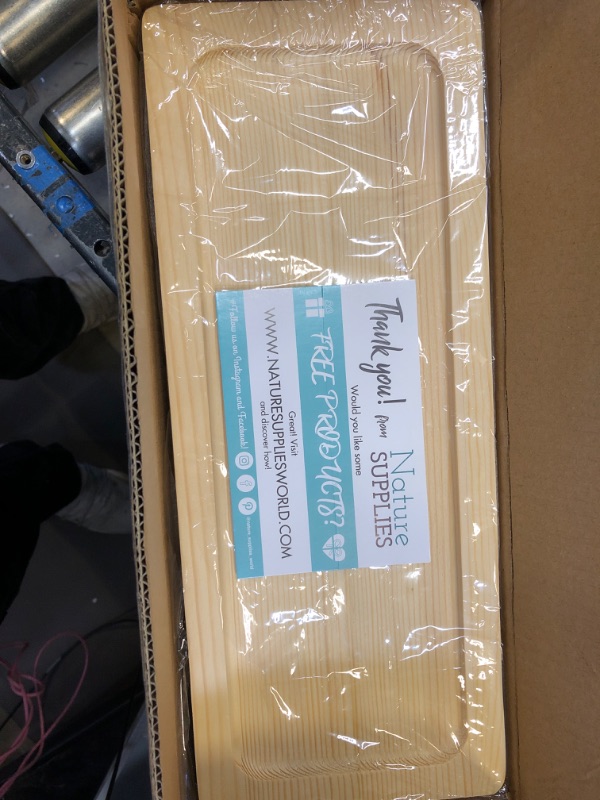 Thank you! from
Nature
SUPPLIES
Would you like some
FREE PRODUCTS?
Great! Visit
WWW.NATURESUPPLIESWORLD.COM
and discover how!
Follow us on Instagram and Facebook!